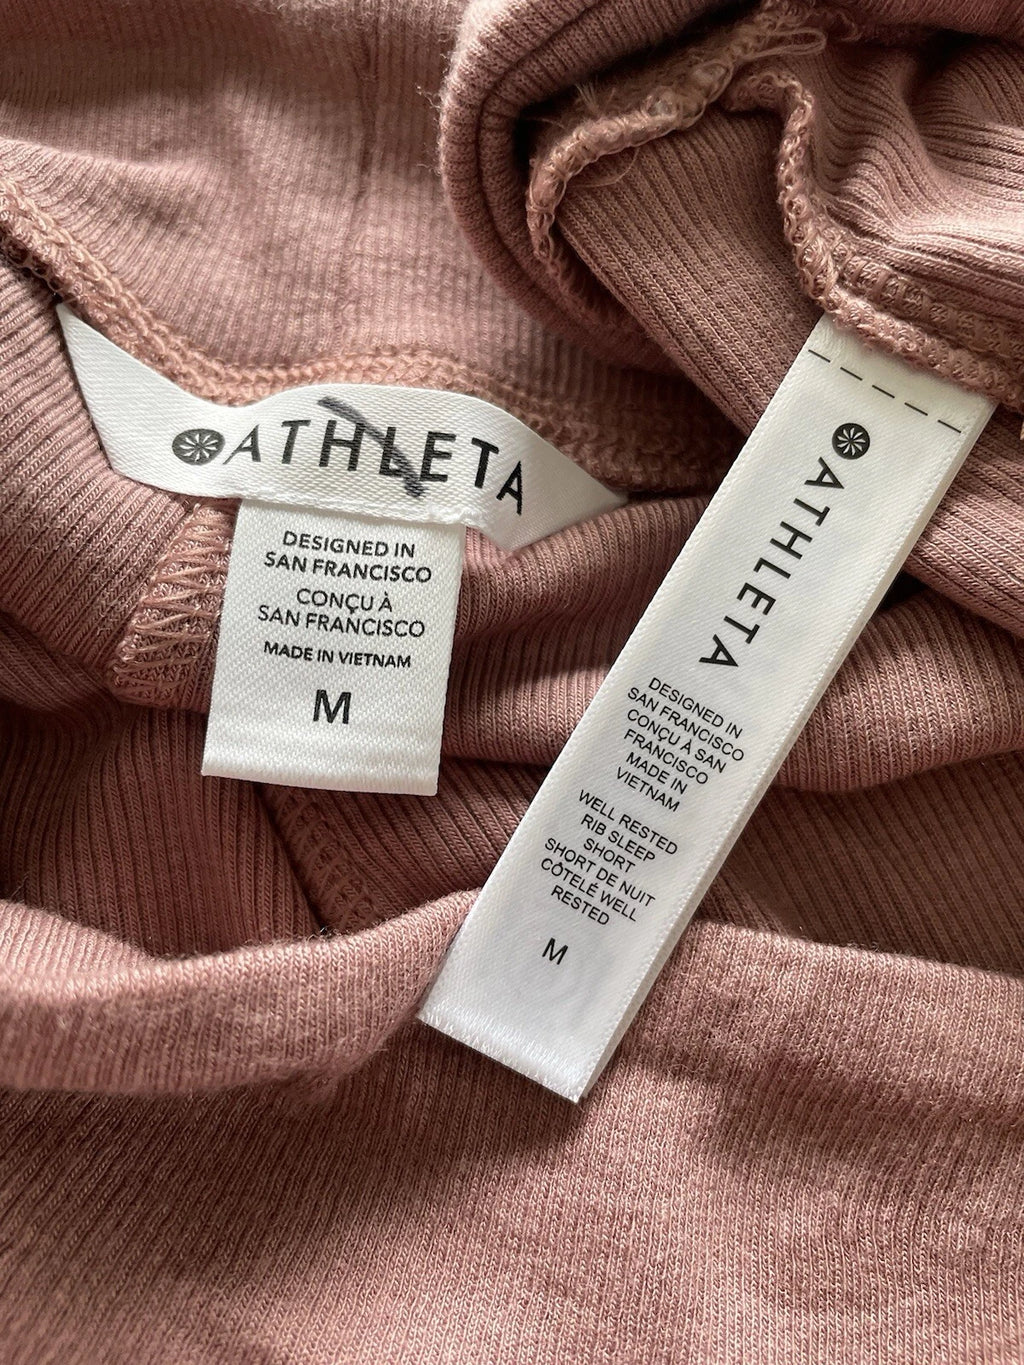 ATHLETA
DESIGNED IN
SAN FRANCISCO
CONÇU À
SAN FRANCISCO
MADE IN VIETNAM
M
ATHLETA
DESIGNED IN
SAN FRANCISCO
CONÇU À SAN
FRANCISCO
MADE IN
VIETNAM
WELL RESTED
RIB SLEEP
SHORT
SHORT DE NUIT
CÔTELÉ WELL
RESTED
M